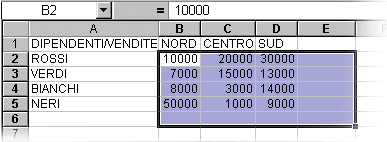 B2 = 10000
A B C D E
1 DIPENDENTI/VENDITE NORD CENTRO SUD
2 ROSSI 10000 20000 30000
3 VERDI 7000 15000 13000
4 BIANCHI 8000 3000 14000
5 NERI 50000 1000 9000
6
7